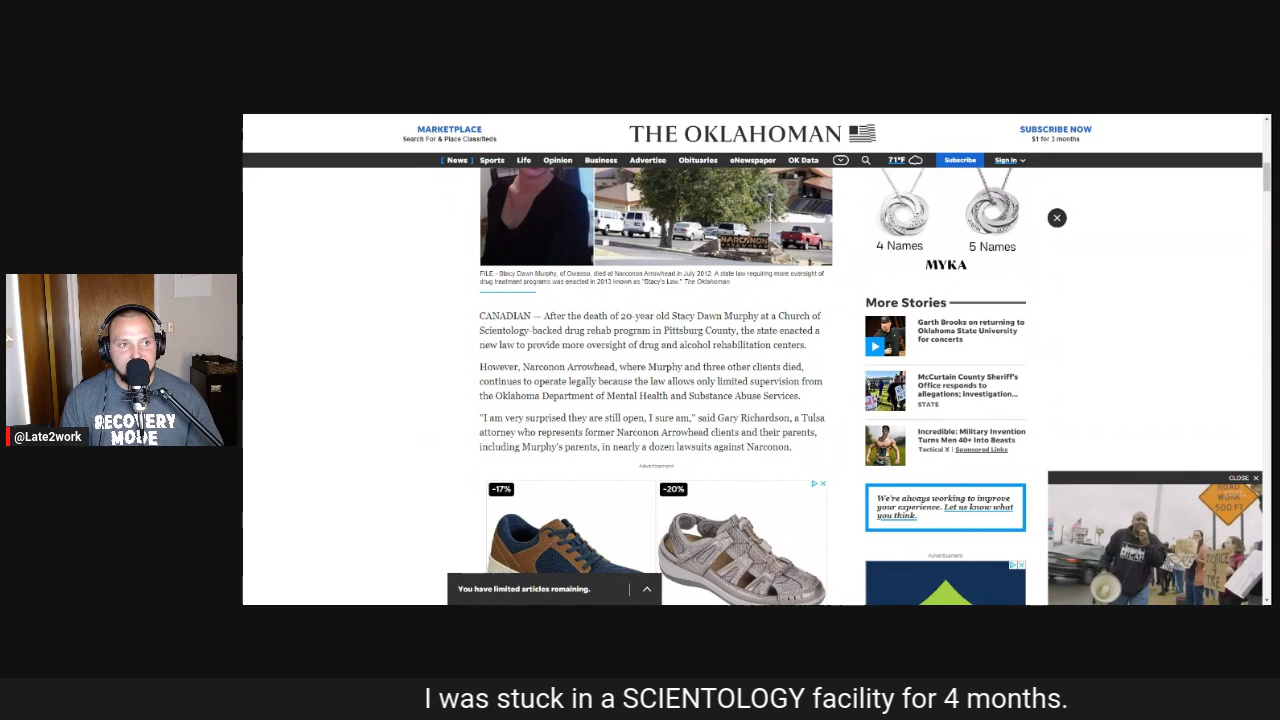 MARKETPLACE
Search For & Place Classifieds
THE OKLAHOMAN
SUBSCRIBE NOW
$1 for 3 months
[ News ] Sports Life Opinion Business Advertise Obituaries eNewspaper OK Data 71°F Subscribe Sign In
NARCONON
ARROWHEAD
FILE - Stacy Dawn Murphy, of Owasso, died at Narconon Arrowhead in July 2012. A state law requiring more oversight of
drug treatment programs was enacted in 2013 known as "Stacy's Law." The Oklahoman
CANADIAN — After the death of 20-year old Stacy Dawn Murphy at a Church of
Scientology-backed drug rehab program in Pittsburg County, the state enacted a
new law to provide more oversight of drug and alcohol rehabilitation centers.
However, Narconon Arrowhead, where Murphy and three other clients died,
continues to operate legally because the law allows only limited supervision from
the Oklahoma Department of Mental Health and Substance Abuse Services.
"I am very surprised they are still open, I sure am," said Gary Richardson, a Tulsa
attorney who represents former Narconon Arrowhead clients and their parents,
including Murphy's parents, in nearly a dozen lawsuits against Narconon.
Advertisement
-17%
-20%
You have limited articles remaining.
4 Names
5 Names
MYKA
More Stories
Garth Brooks on returning to
Oklahoma State University
for concerts
McCurtain County Sheriff's
Office responds to
allegations; investigation...
STATE
Incredible: Military Invention
Turns Men 40+ Into Beasts
Tactical X | Sponsored Links
We're always working to improve
your experience. Let us know what
you think.
Advertisement
CLOSE X
ROAD
WORK
500 FT
RECOVERY
MODE
@Late2work
I was stuck in a SCIENTOLOGY facility for 4 months.